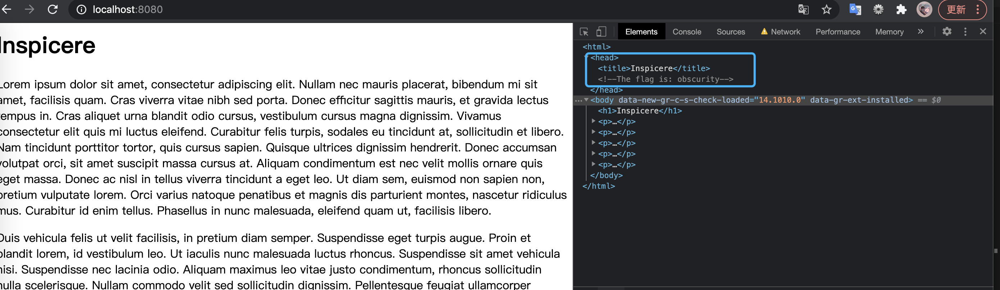 localhost:8080
更新
Inspicere
Lorem ipsum dolor sit amet, consectetur adipiscing elit. Nullam nec mauris placerat, bibendum mi sit
amet, facilisis quam. Cras viverra vitae nibh sed porta. Donec efficitur sagittis mauris, et gravida lectus
tempus in. Cras aliquet urna blandit odio cursus, vestibulum cursus magna dignissim. Vivamus
consectetur elit quis mi luctus eleifend. Curabitur felis turpis, sodales eu tincidunt at, sollicitudin et libero.
Nam tincidunt porttitor tortor, quis cursus sapien. Quisque ultrices dignissim hendrerit. Donec accumsan
volutpat orci, sit amet suscipit massa cursus at. Aliquam condimentum est nec velit mollis ornare quis
eget massa. Donec ac nisl in tellus viverra tincidunt a eget leo. Ut diam sem, euismod non sapien non,
pretium vulputate lorem. Orci varius natoque penatibus et magnis dis parturient montes, nascetur ridiculus
mus. Curabitur id enim tellus. Phasellus in nunc malesuada, eleifend quam ut, facilisis libero.
Duis vehicula felis ut velit facilisis, in pretium diam semper. Suspendisse eget turpis augue. Proin et
blandit lorem, id vestibulum leo. Ut iaculis nunc malesuada luctus rhoncus. Suspendisse sit amet vehicula
nisi. Suspendisse nec lacinia odio. Aliquam maximus leo vitae justo condimentum, rhoncus sollicitudin
nulla scelerisque. Nullam commodo velit sed sollicitudin dignissim. Pellentesque feugiat ullamcorper
Elements Console Sources Network Performance Memory »
<html>
<head>
<title>Inspicere</title>
<!--The flag is: obscurity-->
</head>
<body data-new-gr-c-s-check-loaded="14.1010.0" data-gr-ext-installed> == $0
<h1>Inspicere</h1>
<p>…</p>
<p>…</p>
<p>…</p>
<p>…</p>
<p>…</p>
</body>
</html>